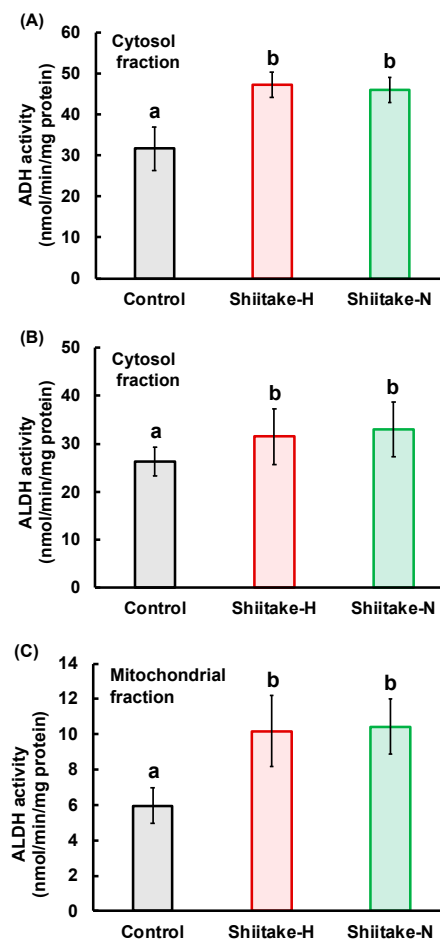 (A)
60
50
40
30
20
10
0
ADH activity
(nmol/min/mg protein)
Cytosol
fraction
a
b
b
Control
Shiitake-H
Shiitake-N
(B)
50
40
30
20
10
0
ALDH activity
(nmol/min/mg protein)
Cytosol
fraction
a
b
b
Control
Shiitake-H
Shiitake-N
(C)
14
12
10
8
6
4
2
0
ALDH activity
(nmol/min/mg protein)
Mitochondrial
fraction
a
b
b
Control
Shiitake-H
Shiitake-N